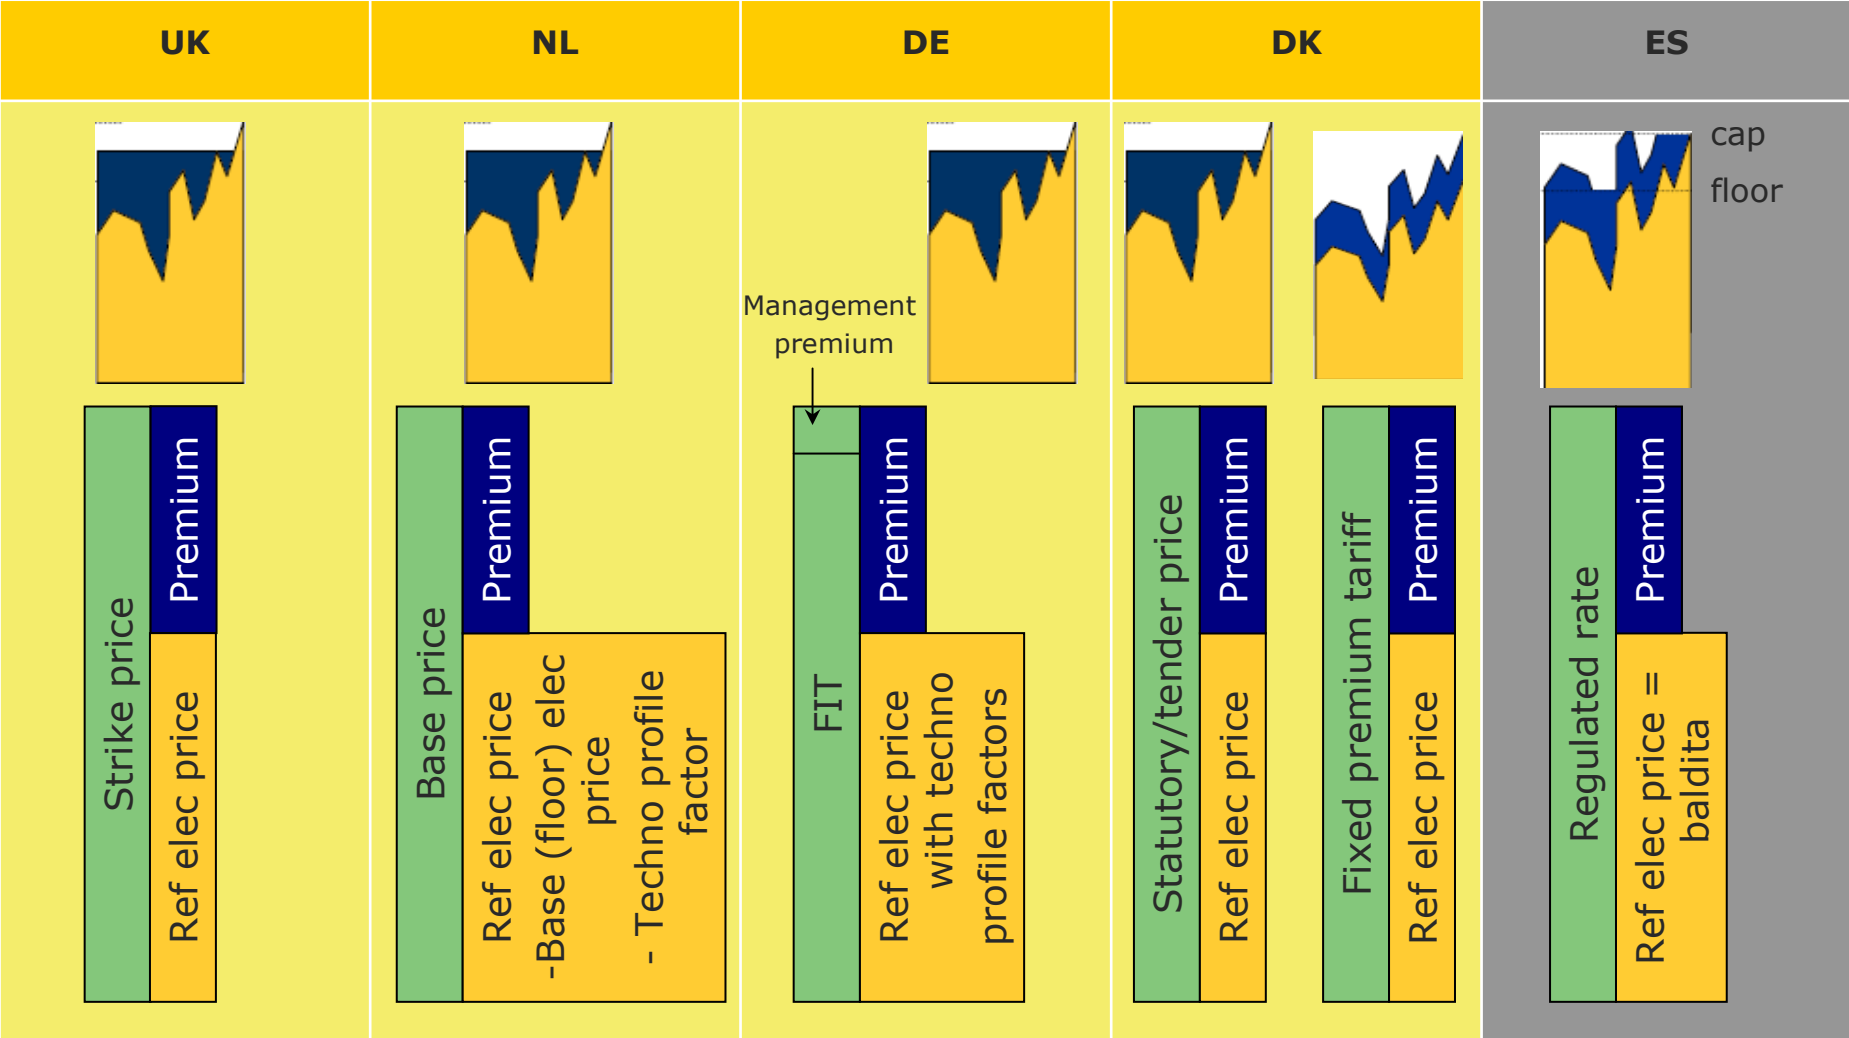 UK
NL
DE
DK
ES
cap
floor
Management
premium
Strike price
Premium
Ref elec price
Base price
Premium
Ref elec price
-Base (floor) elec
price
- Techno profile
factor
FIT
Premium
Ref elec price
with techno
profile factors
Statutory/tender price
Premium
Ref elec price
Fixed premium tariff
Premium
Ref elec price
Regulated rate
Premium
Ref elec price =
baldita